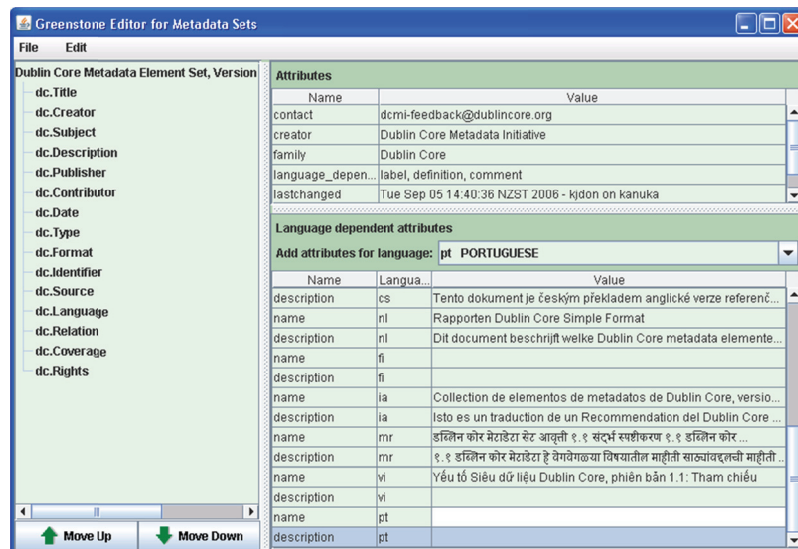 Greenstone Editor for Metadata Sets
File Edit
Dublin Core Metadata Element Set, Version
dc.Title
dc.Creator
dc.Subject
dc.Description
dc.Publisher
dc.Contributor
dc.Date
dc.Type
dc.Format
dc.Identifier
dc.Source
dc.Language
dc.Relation
dc.Coverage
dc.Rights
Move Up Move Down
Attributes
Name Value
contact dcmi-feedback@dublincore.org
creator Dublin Core Metadata Initiative
family Dublin Core
language_depen... label, definition, comment
lastchanged Tue Sep 05 14:40:36 NZST 2006 - kjdon on kanuka
Language dependent attributes
Add attributes for language: pt PORTUGUESE
Name Langua... Value
description cs Tento dokument je českým překladem anglické verze referenč...
name nl Rapporten Dublin Core Simple Format
description nl Dit document beschrijft welke Dublin Core metadata elemente...
name fi
description fi
name ia Collection de elementos de metadatos de Dublin Core, versio...
description ia Isto es un traduction de un Recommendation del Dublin Core ...
name mr डब्लिन कोर मेटाडेटा सेट आवृत्ती १.१ संदर्भ स्पष्टीकरण १.१ डब्लिन कोर ...
description mr १.१ डब्लिन कोर मेटाडेटा हे वेगवेगळ्या विषयातील माहीती साठ्यांवद्दलची माहीती ...
name vi Yếu tố Siêu dữ liệu Dublin Core, phiên bản 1.1: Tham chiếu
description vi
name pt
description pt